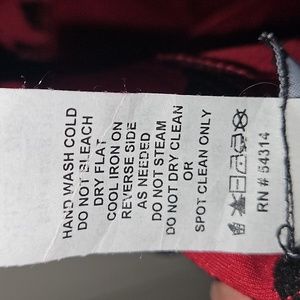 HAND WASH COLD
DO NOT BLEACH
DRY FLAT
COOL IRON ON
REVERSE SIDE
AS NEEDED
DO NOT STEAM
DO NOT DRY CLEAN
OR
SPOT CLEAN ONLY
RN # 54314